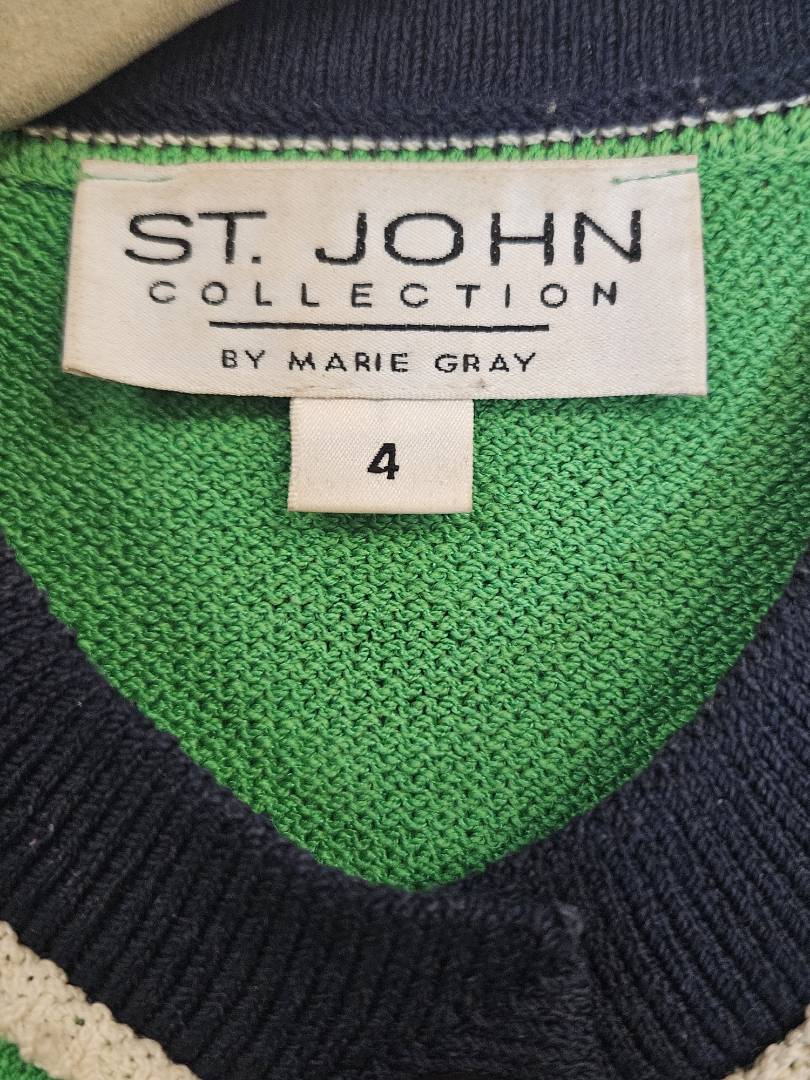 ST. JOHN
COLLECTION
BY MARIE GRAY
4